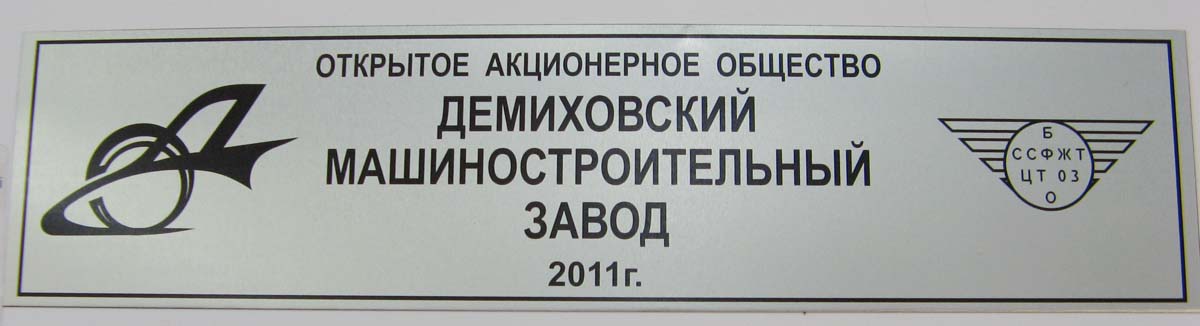 ОТКРЫТОЕ АКЦИОНЕРНОЕ ОБЩЕСТВО
ДЕМИХОВСКИЙ
МАШИНОСТРОИТЕЛЬНЫЙ
ЗАВОД
2011г.
Б
ССФЖТ
ЦТ 03
О